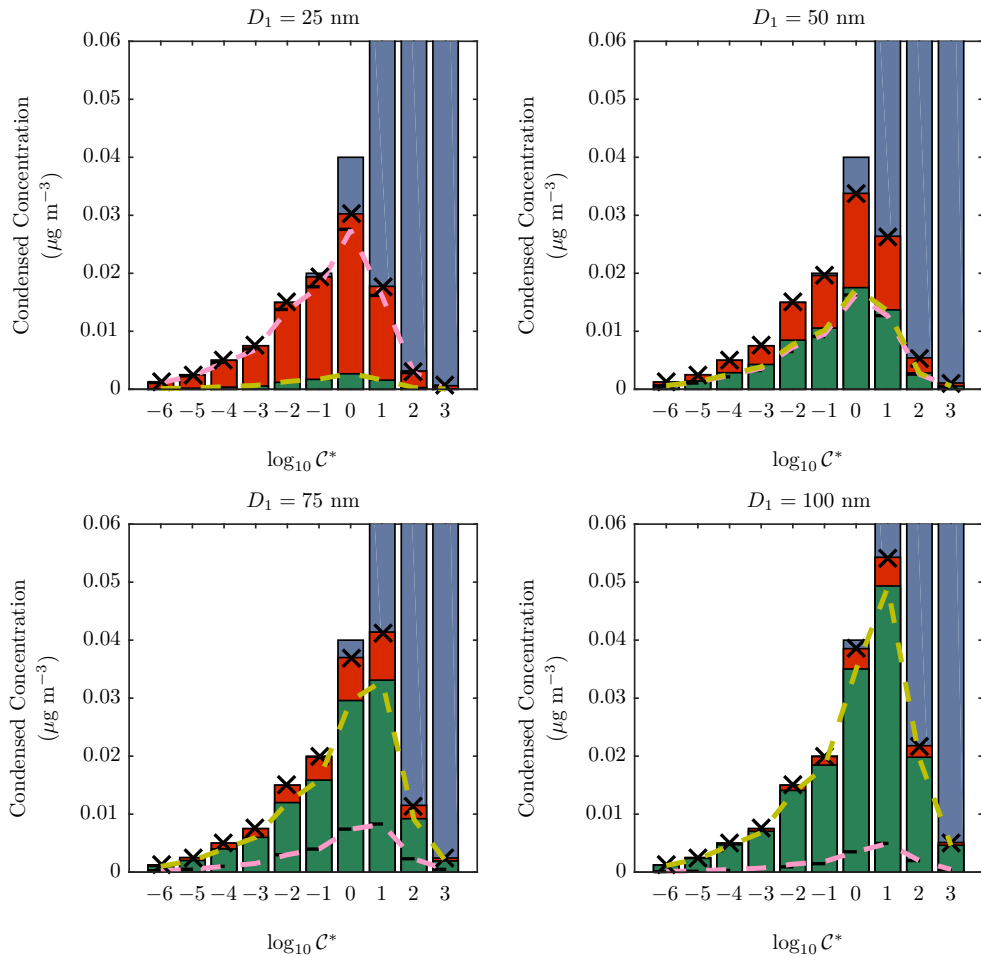 D₁ = 25 nm
0.06
0.05
0.04
0.03
0.02
0.01
0
Condensed Concentration
(μg m⁻³)
−6 −5 −4 −3 −2 −1 0 1 2 3
log₁₀ C*
D₁ = 50 nm
0.06
0.05
0.04
0.03
0.02
0.01
0
Condensed Concentration
(μg m⁻³)
−6 −5 −4 −3 −2 −1 0 1 2 3
log₁₀ C*
D₁ = 75 nm
0.06
0.05
0.04
0.03
0.02
0.01
0
Condensed Concentration
(μg m⁻³)
−6 −5 −4 −3 −2 −1 0 1 2 3
log₁₀ C*
D₁ = 100 nm
0.06
0.05
0.04
0.03
0.02
0.01
0
Condensed Concentration
(μg m⁻³)
−6 −5 −4 −3 −2 −1 0 1 2 3
log₁₀ C*